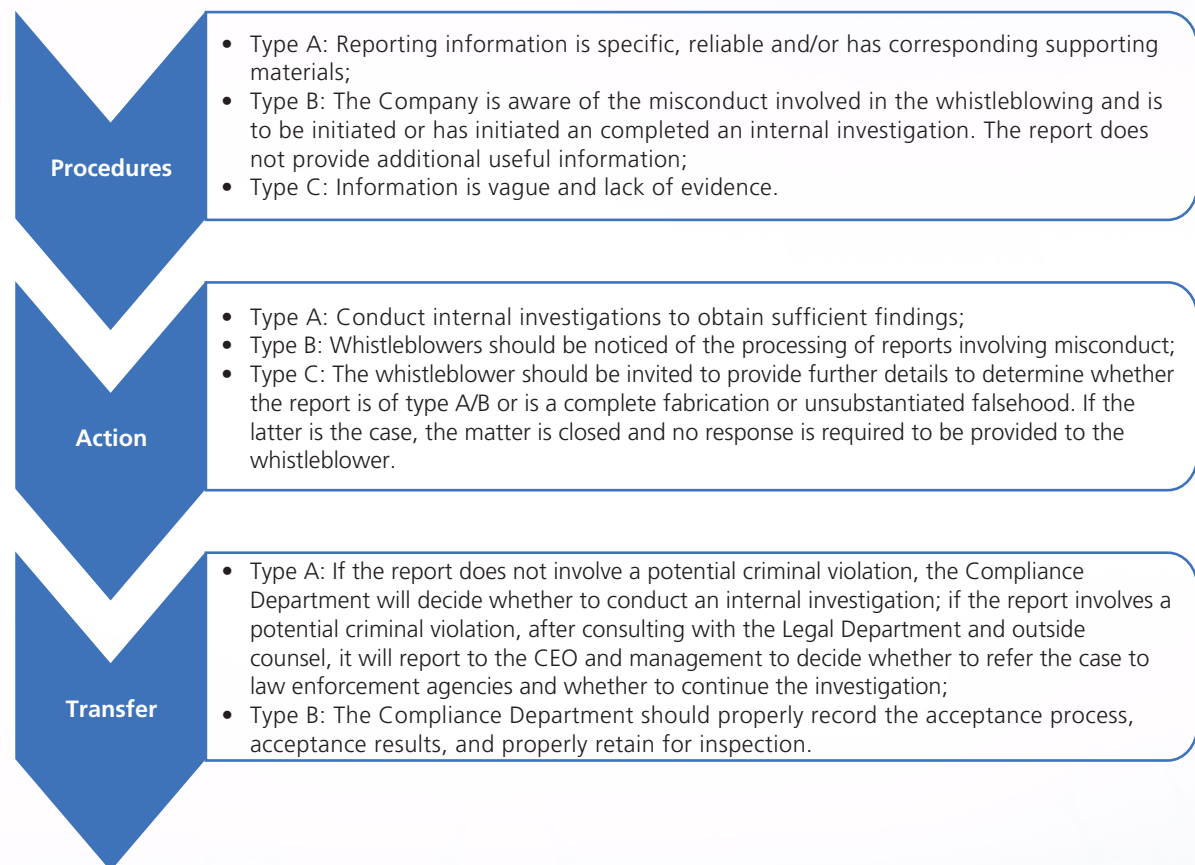 Procedures
• Type A: Reporting information is specific, reliable and/or has corresponding supporting
materials;
• Type B: The Company is aware of the misconduct involved in the whistleblowing and is
to be initiated or has initiated an completed an internal investigation. The report does
not provide additional useful information;
• Type C: Information is vague and lack of evidence.
Action
• Type A: Conduct internal investigations to obtain sufficient findings;
• Type B: Whistleblowers should be noticed of the processing of reports involving misconduct;
• Type C: The whistleblower should be invited to provide further details to determine whether
the report is of type A/B or is a complete fabrication or unsubstantiated falsehood. If the
latter is the case, the matter is closed and no response is required to be provided to the
whistleblower.
Transfer
• Type A: If the report does not involve a potential criminal violation, the Compliance
Department will decide whether to conduct an internal investigation; if the report involves a
potential criminal violation, after consulting with the Legal Department and outside
counsel, it will report to the CEO and management to decide whether to refer the case to
law enforcement agencies and whether to continue the investigation;
• Type B: The Compliance Department should properly record the acceptance process,
acceptance results, and properly retain for inspection.